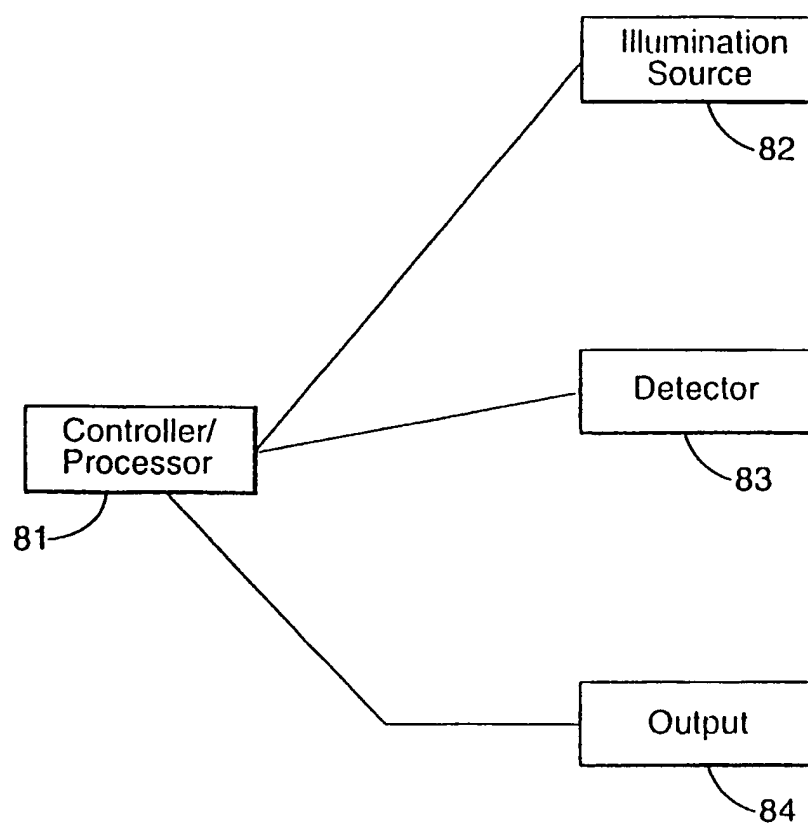 Illumination
Source
82
Detector
83
Controller/
Processor
81
Output
84